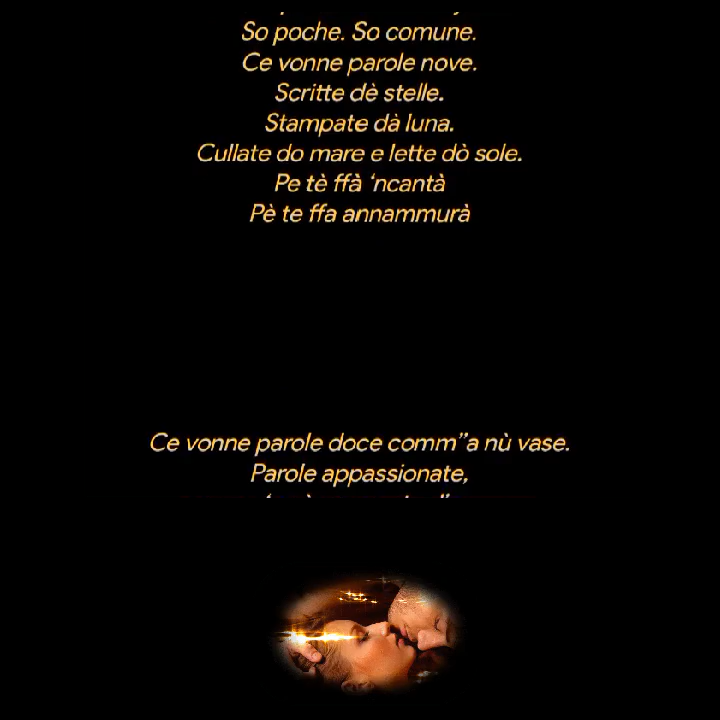 So poche. So comune.
Ce vonne parole nove.
Scritte dè stelle.
Stampate dà luna.
Cullate do mare e lette dò sole.
Pe tè ffà ‘ncantà
Pè te ffa annammurà
Ce vonne parole doce comm”a nù vase.
Parole appassionate,